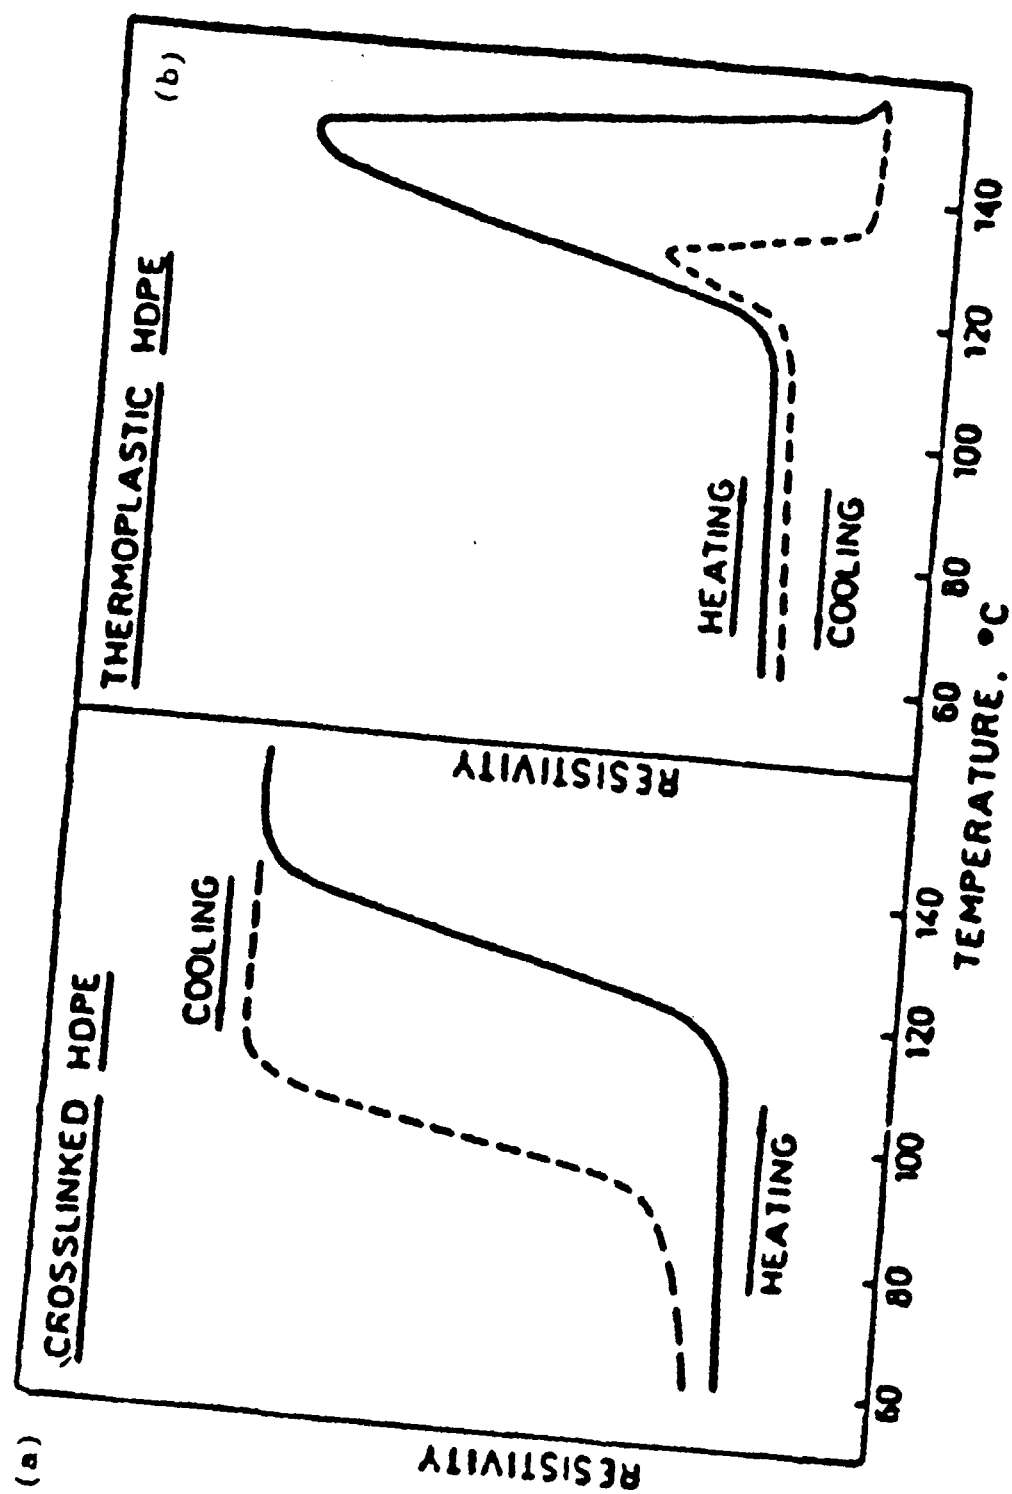 (a)
CROSSLINKED HDPE
COOLING
HEATING
RESISTIVITY
60 80 100 120 140
(b)
THERMOPLASTIC HDPE
HEATING
COOLING
RESISTIVITY
60 80 100 120 140
TEMPERATURE, °C